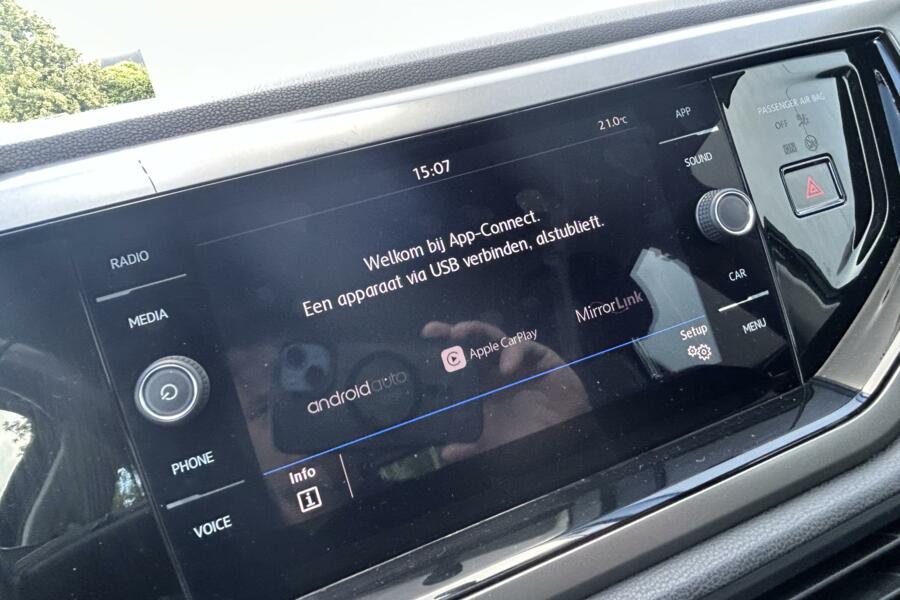 15:07
21.0°C
Welkom bij App-Connect.
Een apparaat via USB verbinden, alstublieft.
androidauto
Apple CarPlay
MirrorLink
Info
i
Setup
RADIO
MEDIA
PHONE
VOICE
APP
SOUND
CAR
MENU
PASSENGER AIR BAG
OFF